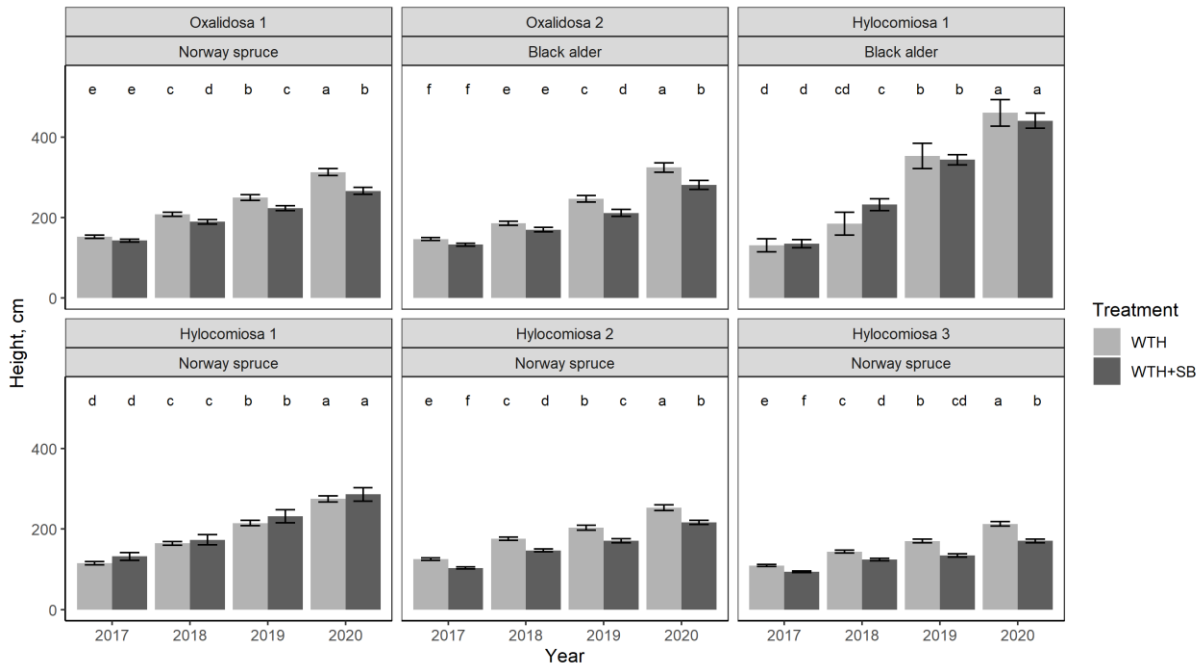 Oxalidosa 1 Oxalidosa 2 Hylocomiosa 1
Norway spruce Black alder Black alder
e e c d b c a b f f e e c d a b d d cd c b b a a
400
200
0
Hylocomiosa 1 Hylocomiosa 2 Hylocomiosa 3
Norway spruce Norway spruce Norway spruce
d d c c b b a a e f c d b c a b e f c d b cd a b
400
200
0
2017 2018 2019 2020 2017 2018 2019 2020 2017 2018 2019 2020
Year
Height, cm
Treatment
WTH
WTH+SB